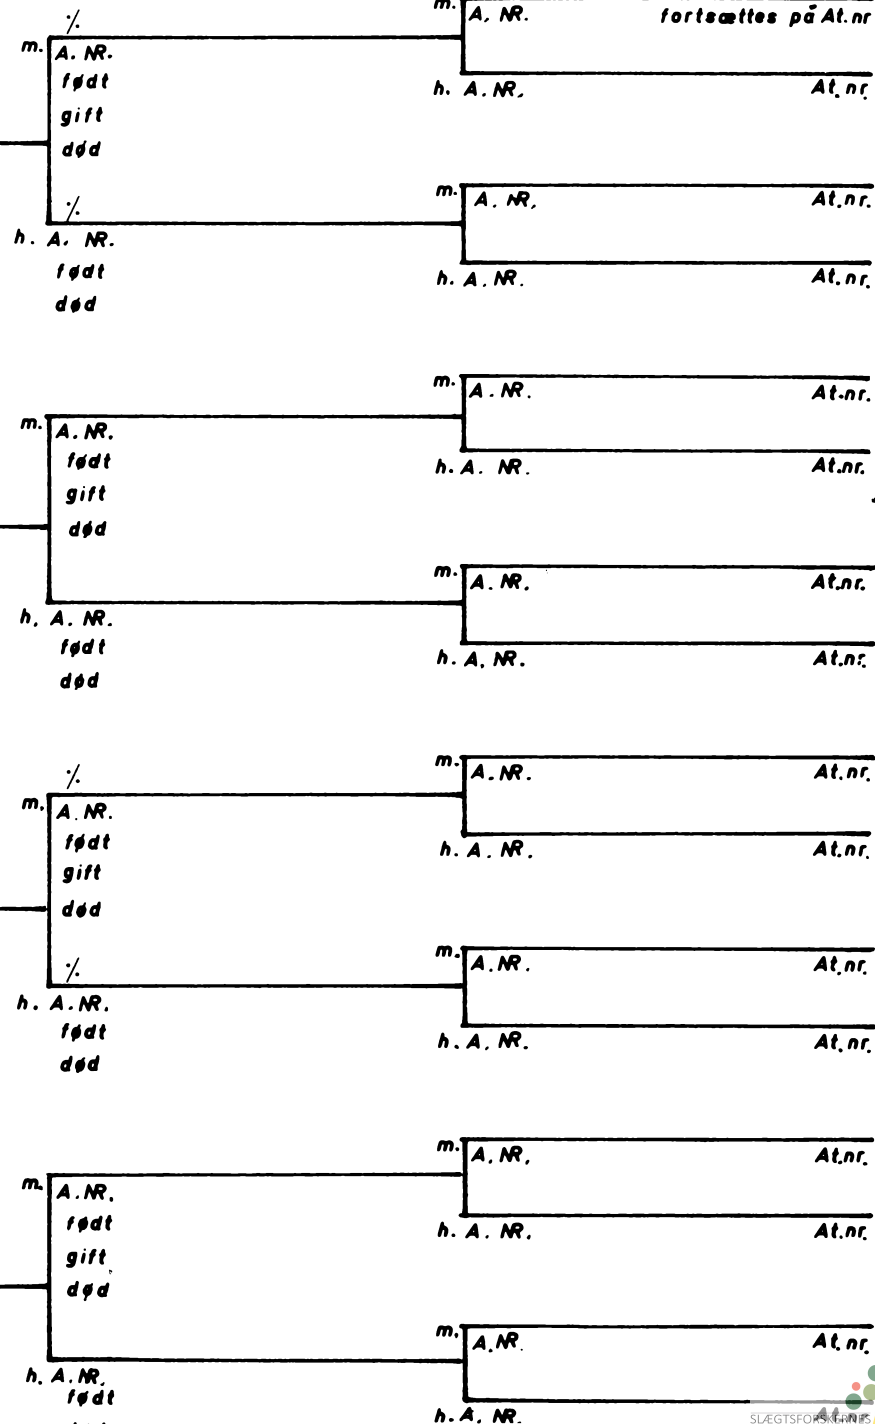 m. A. NR. fortsættes på At.nr
%
m. A. NR.
født
h. A. NR. At.nr.
gift
død
m. A. NR. At.nr.
%
h. A. NR.
født
h. A. NR. At.nr.
død
m. A. NR. At.nr.
m. A. NR.
født
h. A. NR. At.nr.
gift
død
m. A. NR. At.nr.
h. A. NR.
født
h. A. NR. At.nr.
død
m. A. NR. At.nr.
%
m. A. NR.
født
h. A. NR. At.nr.
gift
død
m. A. NR. At.nr.
%
h. A. NR.
født
h. A. NR. At.nr.
død
m. A. NR. At.nr.
m. A. NR.
født
h. A. NR. At.nr.
gift
død
m. A. NR. At.nr.
h. A. NR.
født
h. A. NR. At.nr.
SLÆGTSFORSKERNES